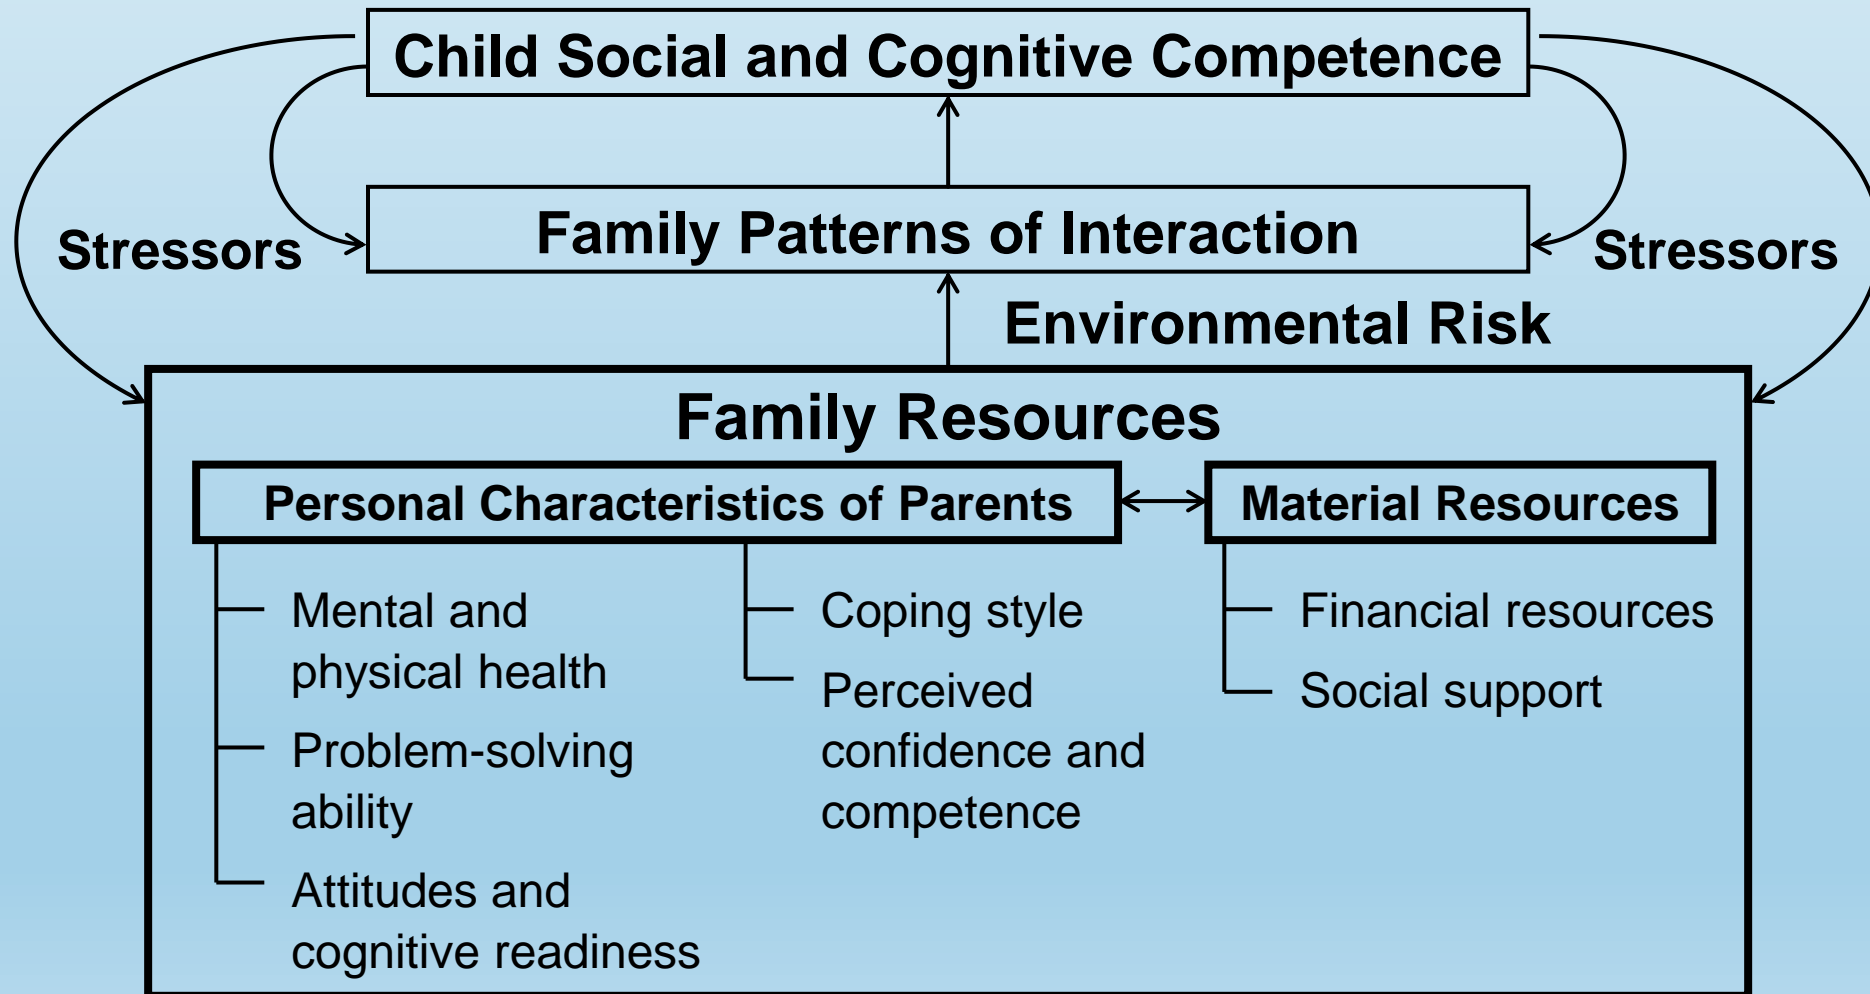 Child Social and Cognitive Competence
Family Patterns of Interaction
Stressors
Stressors
Environmental Risk
Family Resources
Personal Characteristics of Parents
Material Resources
Mental and
physical health
Problem-solving
ability
Attitudes and
cognitive readiness
Coping style
Perceived
confidence and
competence
Financial resources
Social support